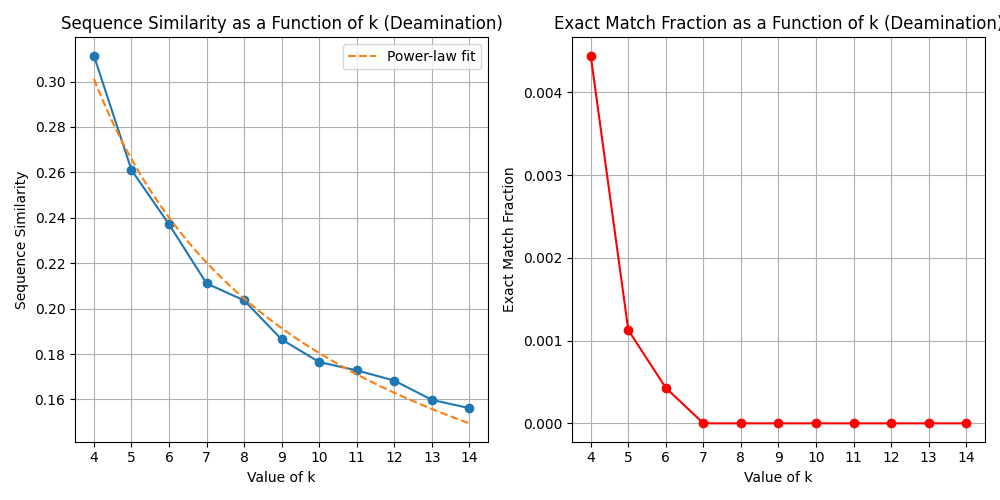 Sequence Similarity as a Function of k (Deamination)
Power-law fit
0.30
0.28
0.26
0.24
0.22
0.20
0.18
0.16
Sequence Similarity
4 5 6 7 8 9 10 11 12 13 14
Value of k
Exact Match Fraction as a Function of k (Deamination)
0.004
0.003
0.002
0.001
0.000
Exact Match Fraction
4 5 6 7 8 9 10 11 12 13 14
Value of k